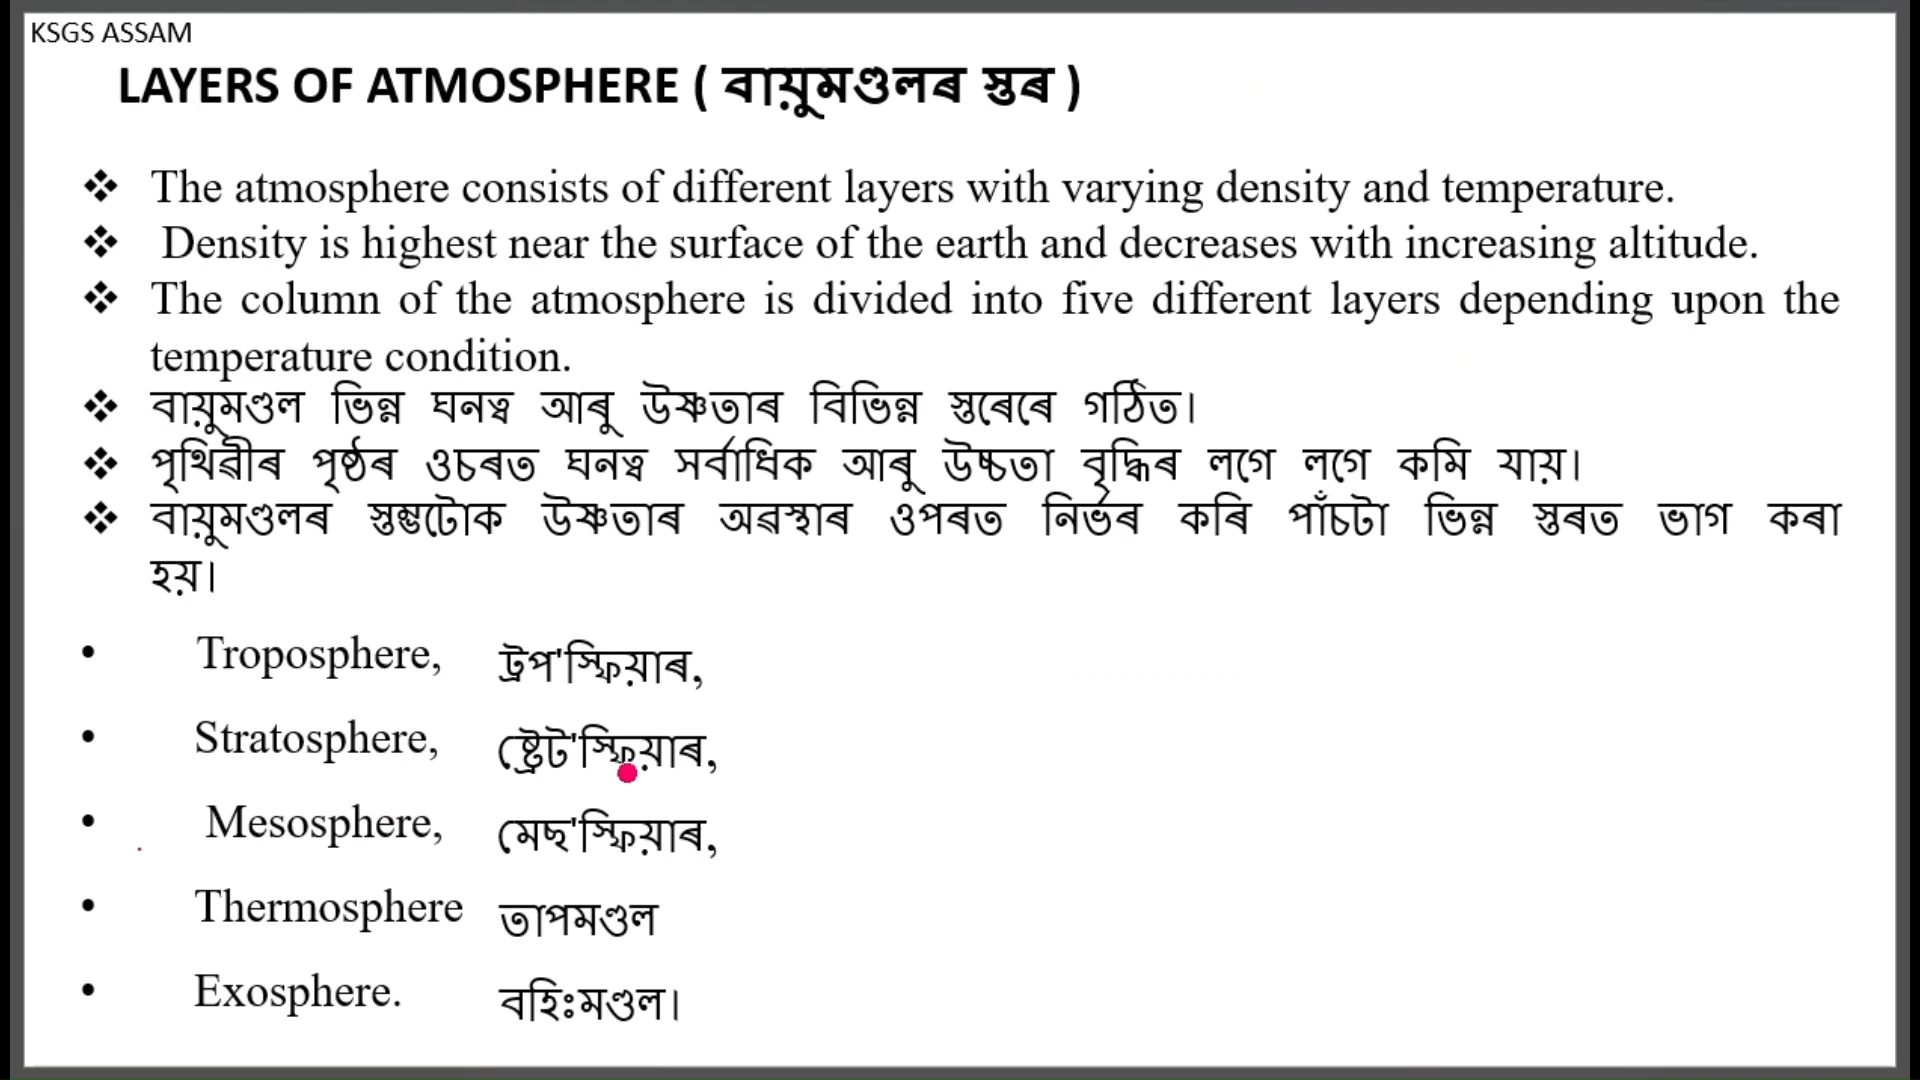 KSGS ASSAM
LAYERS OF ATMOSPHERE ( বায়ুমণ্ডলৰ স্তৰ )
❖ The atmosphere consists of different layers with varying density and temperature.
❖ Density is highest near the surface of the earth and decreases with increasing altitude.
❖ The column of the atmosphere is divided into five different layers depending upon the
temperature condition.
❖ বায়ুমণ্ডল ভিন্ন ঘনত্ব আৰু উষ্ণতাৰ বিভিন্ন স্তৰেৰে গঠিত।
❖ পৃথিৱীৰ পৃষ্ঠৰ ওচৰত ঘনত্ব সৰ্বাধিক আৰু উচ্চতা বৃদ্ধিৰ লগে লগে কমি যায়।
❖ বায়ুমণ্ডলৰ স্তম্ভটোক উষ্ণতাৰ অৱস্থাৰ ওপৰত নিৰ্ভৰ কৰি পাঁচটা ভিন্ন স্তৰত ভাগ কৰা
হয়।
• Troposphere, ট্ৰপ'স্ফিয়াৰ,
• Stratosphere, ষ্ট্ৰেট'স্ফিয়াৰ,
• Mesosphere, মেছ'স্ফিয়াৰ,
• Thermosphere তাপমণ্ডল
• Exosphere. বহিঃমণ্ডল।